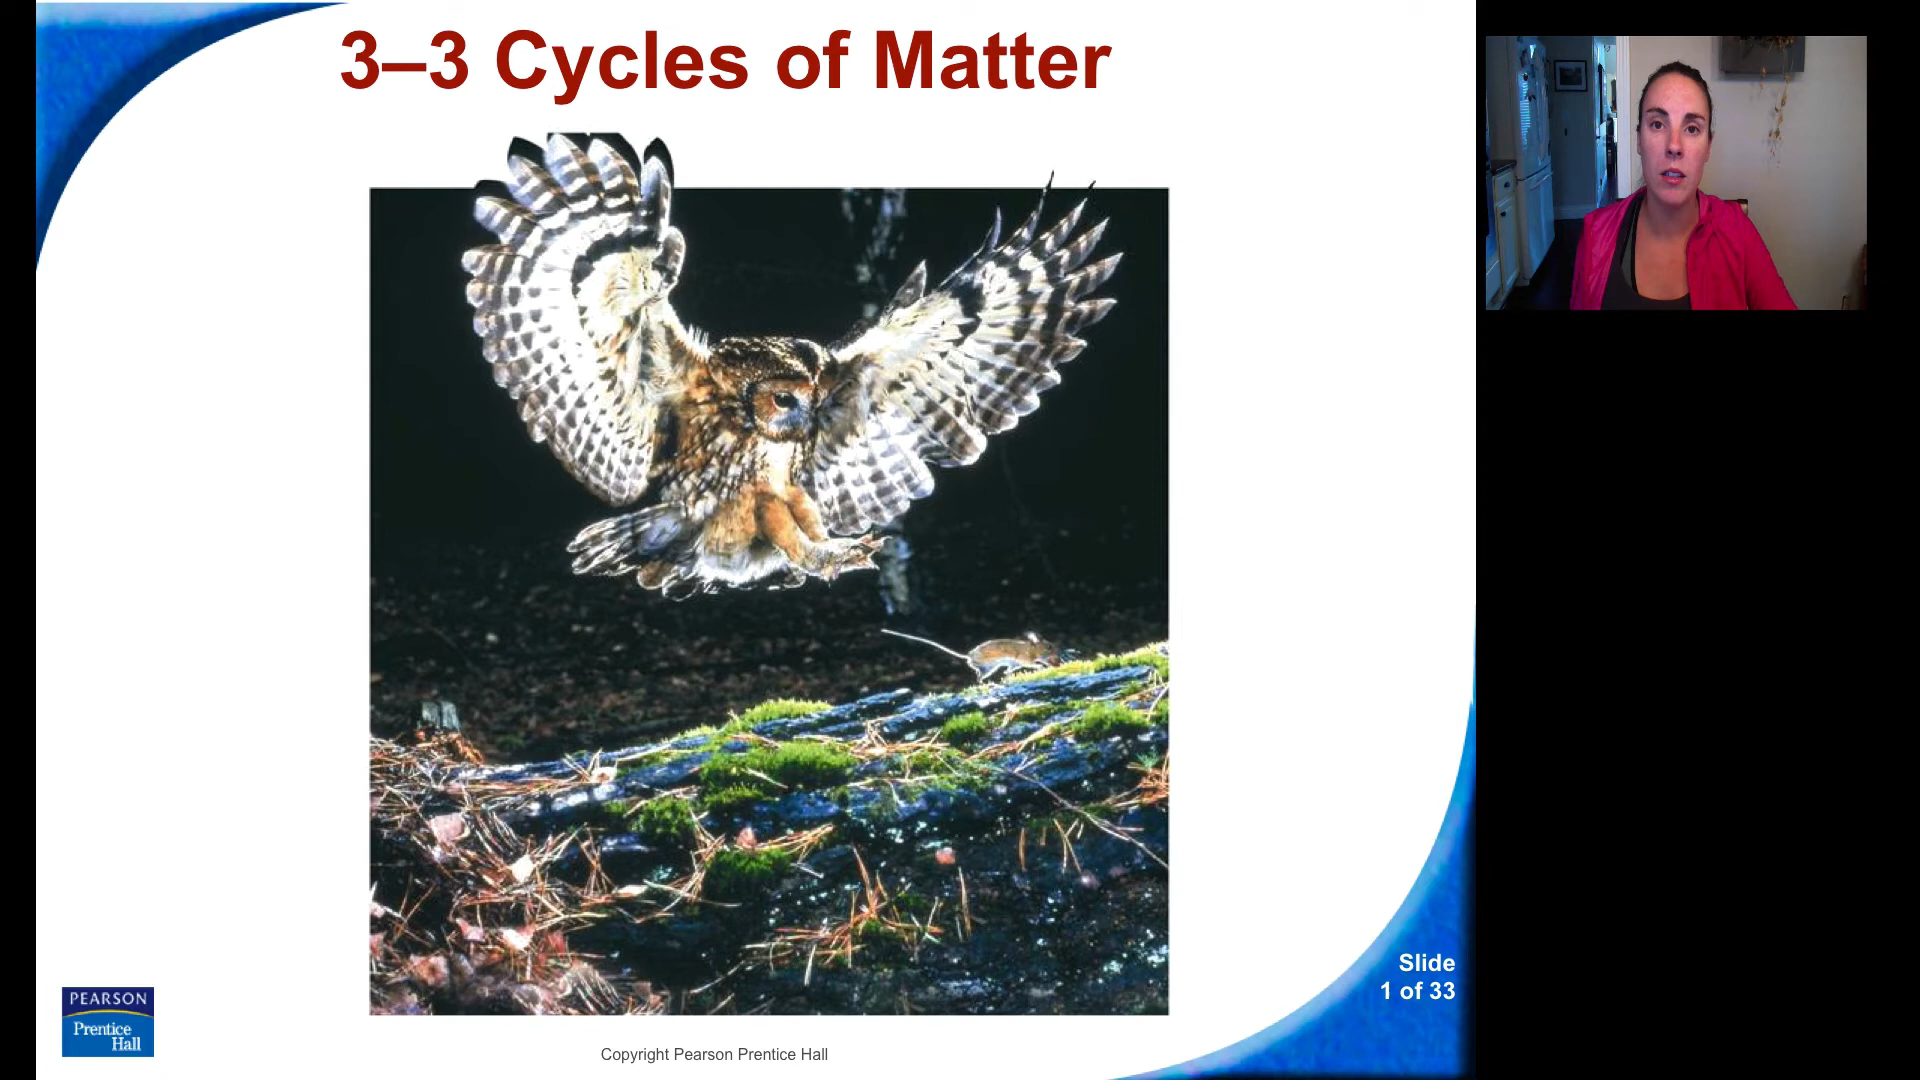 3–3 Cycles of Matter
Slide
1 of 33
PEARSON
Prentice
Hall
Copyright Pearson Prentice Hall